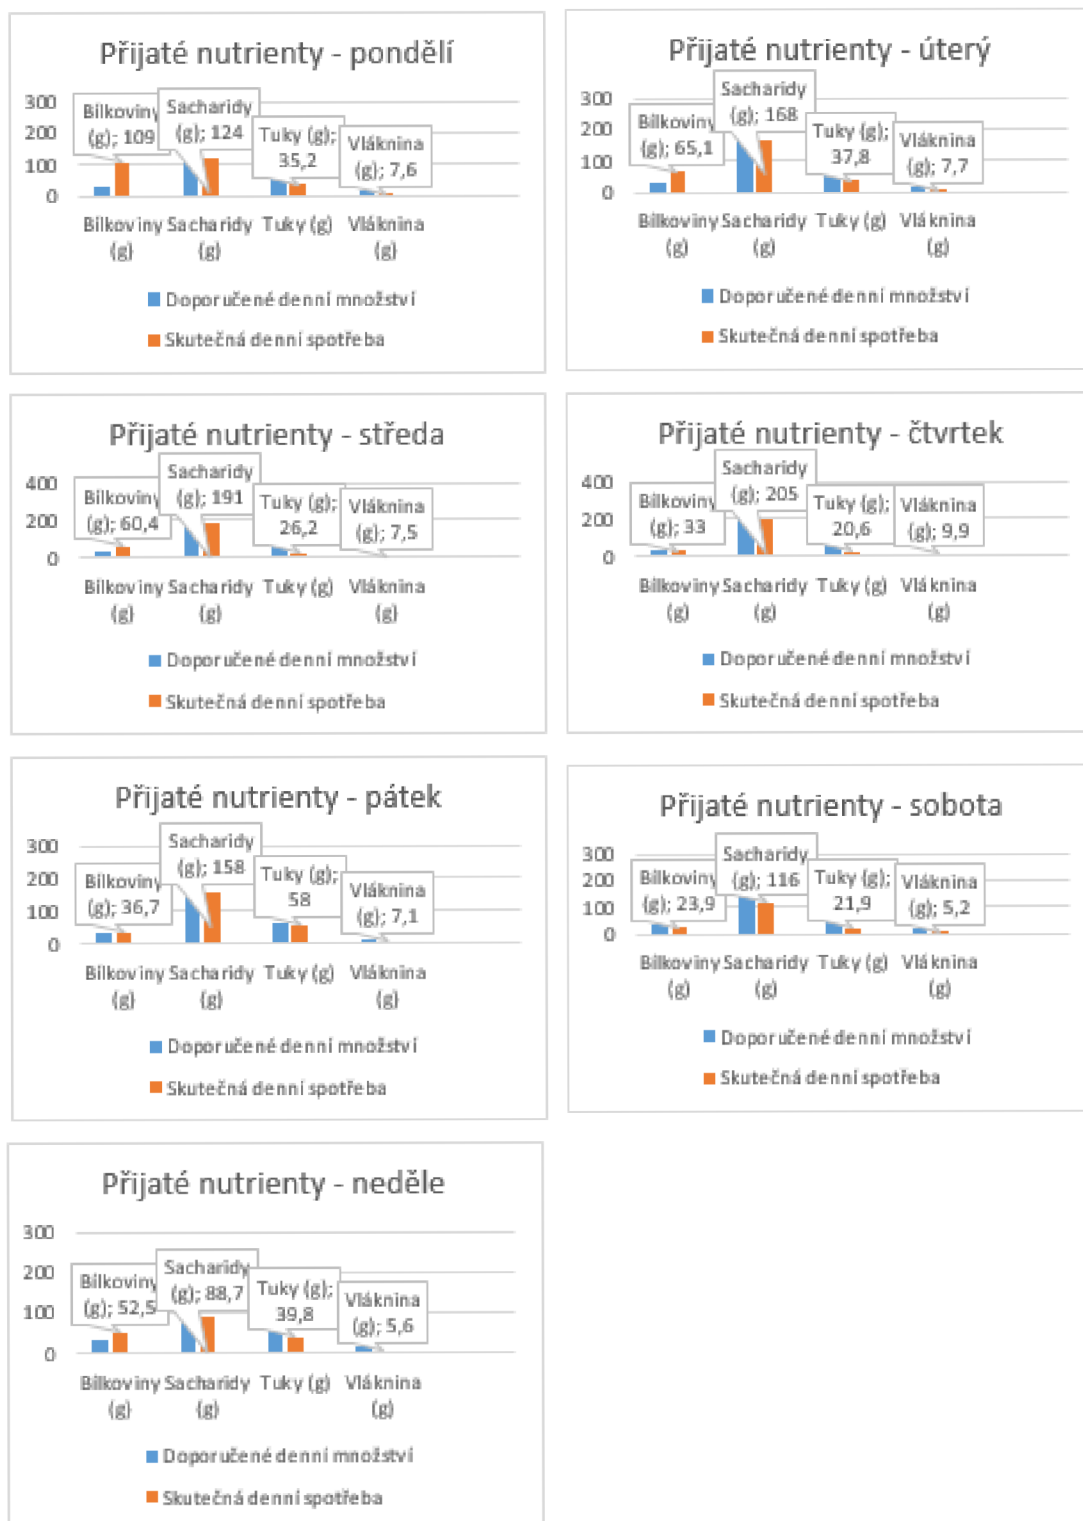 Přijaté nutrienty - pondělí
300
200
100
0
Bílkoviny
(g); 109
Sacharidy
(g); 124
Tuky (g);
35,2
Vláknina
(g); 7,6
Bílkoviny Sacharidy Tuky (g) Vláknina
(g) (g) (g)
Doporučené denní množství
Skutečná denní spotřeba
Přijaté nutrienty - úterý
300
200
100
0
Bílkoviny
(g); 65,1
Sacharidy
(g); 168
Tuky (g);
37,8
Vláknina
(g); 7,7
Bílkoviny Sacharidy Tuky (g) Vláknina
(g) (g) (g)
Doporučené denní množství
Skutečná denní spotřeba
Přijaté nutrienty - středa
400
200
0
Bílkoviny
(g); 60,4
Sacharidy
(g); 191
Tuky (g);
26,2
Vláknina
(g); 7,5
Bílkoviny Sacharidy Tuky (g) Vláknina
(g) (g) (g)
Doporučené denní množství
Skutečná denní spotřeba
Přijaté nutrienty - čtvrtek
400
200
0
Bílkoviny
(g); 33
Sacharidy
(g); 205
Tuky (g);
20,6
Vláknina
(g); 9,9
Bílkoviny Sacharidy Tuky (g) Vláknina
(g) (g) (g)
Doporučené denní množství
Skutečná denní spotřeba
Přijaté nutrienty - pátek
300
200
100
0
Bílkoviny
(g); 36,7
Sacharidy
(g); 158
Tuky (g);
58
Vláknina
(g); 7,1
Bílkoviny Sacharidy Tuky (g) Vláknina
(g) (g) (g)
Doporučené denní množství
Skutečná denní spotřeba
Přijaté nutrienty - sobota
300
200
100
0
Bílkoviny
(g); 23,9
Sacharidy
(g); 116
Tuky (g);
21,9
Vláknina
(g); 5,2
Bílkoviny Sacharidy Tuky (g) Vláknina
(g) (g) (g)
Doporučené denní množství
Skutečná denní spotřeba
Přijaté nutrienty - neděle
300
200
100
0
Bílkoviny
(g); 52,5
Sacharidy
(g); 88,7
Tuky (g);
39,8
Vláknina
(g); 5,6
Bílkoviny Sacharidy Tuky (g) Vláknina
(g) (g) (g)
Doporučené denní množství
Skutečná denní spotřeba